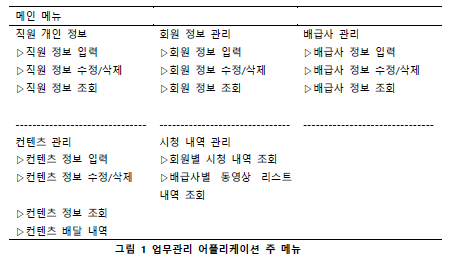 메인 메뉴
직원 개인 정보
▷직원 정보 입력
▷직원 정보 수정/삭제
▷직원 정보 조회
회원 정보 관리
▷회원 정보 입력
▷회원 정보 수정/삭제
▷회원 정보 조회
배급사 관리
▷배급사 정보 입력
▷배급사 정보 수정/삭제
▷배급사 정보 조회
컨텐츠 관리
▷컨텐츠 정보 입력
▷컨텐츠 정보 수정/삭제
▷컨텐츠 정보 조회
▷컨텐츠 배달 내역
시청 내역 관리
▷회원별 시청 내역 조회
▷배급사별 동영상 리스트
내역 조회
그림 1 업무관리 어플리케이션 주 메뉴